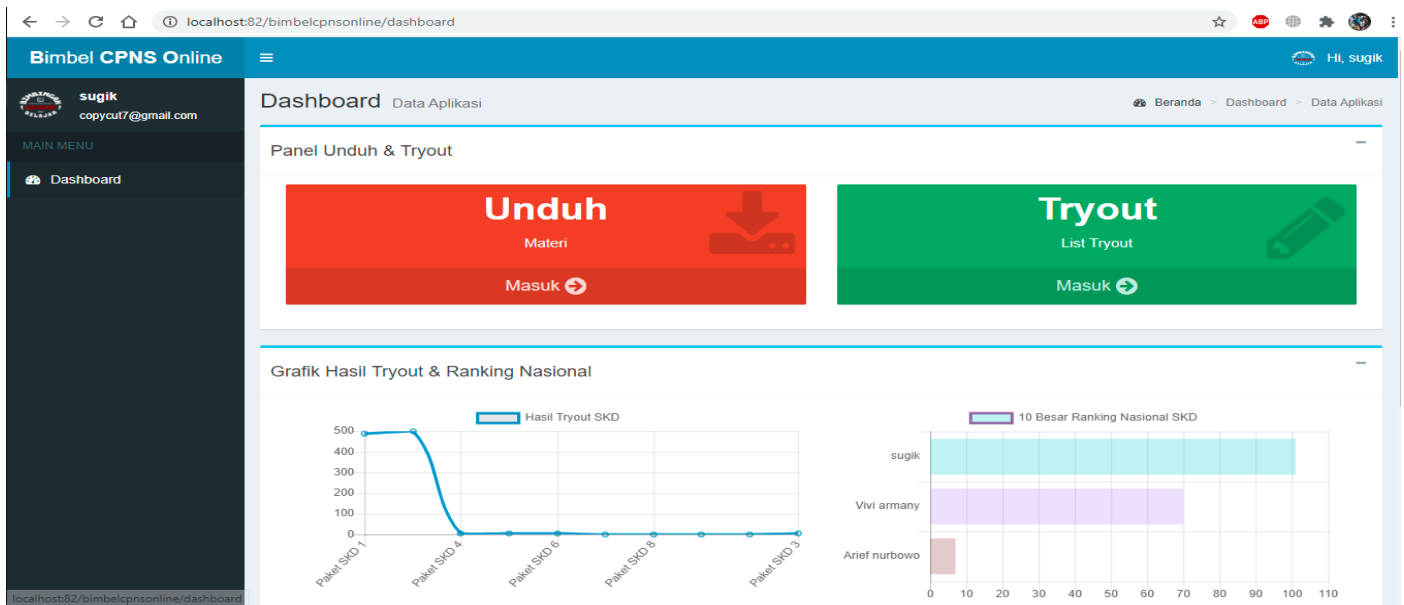 localhost:82/bimbelcpnsonline/dashboard
ABP
Bimbel CPNS Online
Hi, sugik
sugik
copycut7@gmail.com
MAIN MENU
Dashboard
Dashboard Data Aplikasi
Beranda > Dashboard > Data Aplikasi
Panel Unduh & Tryout
Unduh
Materi
Masuk
Tryout
List Tryout
Masuk
Grafik Hasil Tryout & Ranking Nasional
Hasil Tryout SKD
500
400
300
200
100
0
Paket SKD 1
Paket SKD 4
Paket SKD 6
Paket SKD 8
Paket SKD 3
10 Besar Ranking Nasional SKD
sugik
Vivi armany
Arief nurbowo
0 10 20 30 40 50 60 70 80 90 100 110
localhost:82/bimbelcpnsonline/dashboard